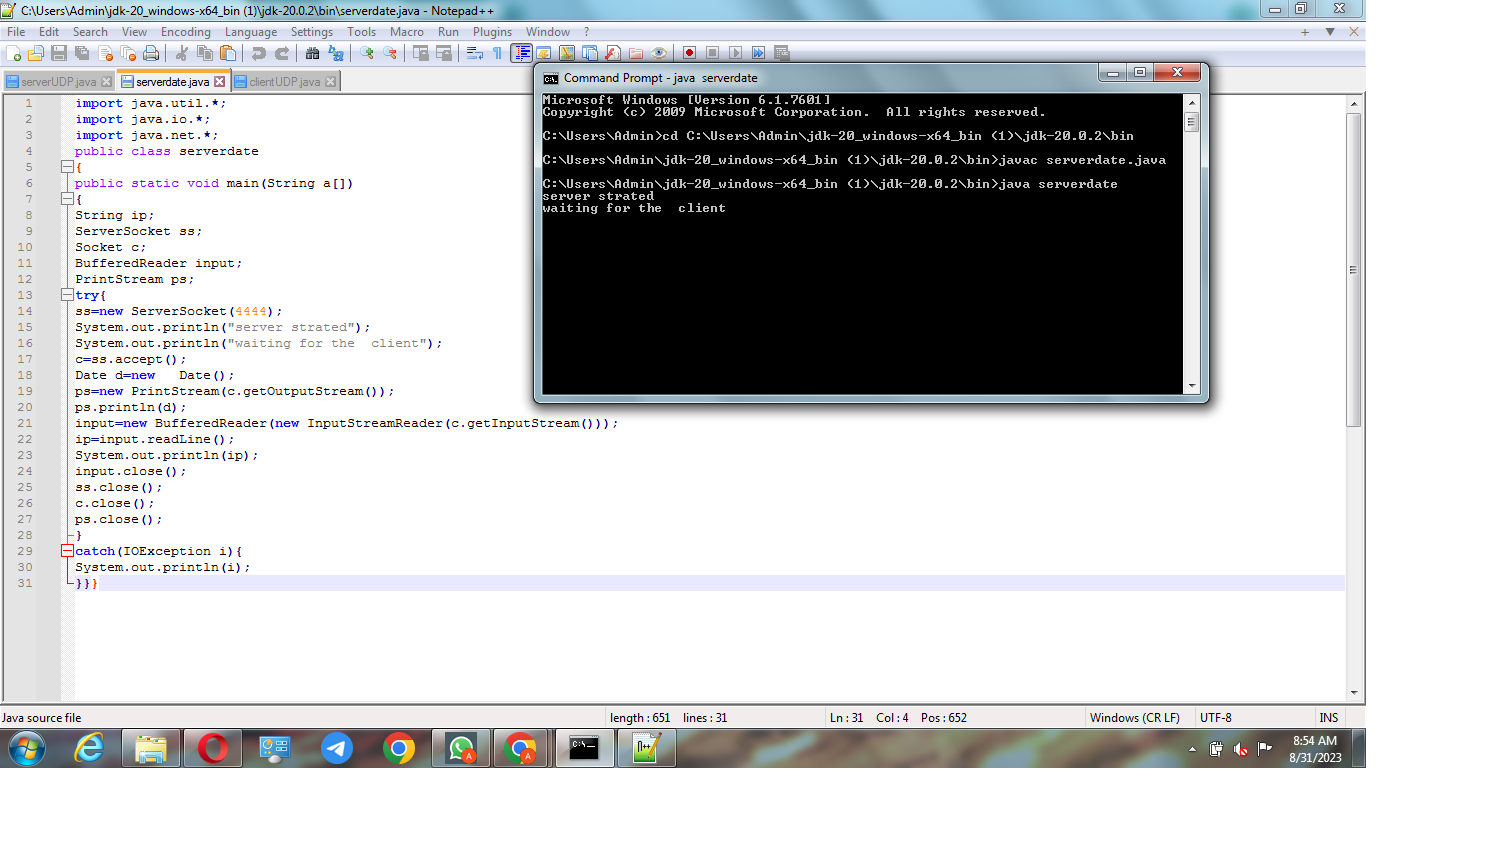 C:\Users\Admin\jdk-20_windows-x64_bin (1)\jdk-20.0.2\bin\serverdate.java - Notepad++
File Edit Search View Encoding Language Settings Tools Macro Run Plugins Window ?
serverUDP.java serverdate.java clientUDP.java
1 import java.util.*;
2 import java.io.*;
3 import java.net.*;
4 public class serverdate
5 {
6 public static void main(String a[])
7 {
8 String ip;
9 ServerSocket ss;
10 Socket c;
11 BufferedReader input;
12 PrintStream ps;
13 try{
14 ss=new ServerSocket(4444);
15 System.out.println("server strated");
16 System.out.println("waiting for the  client");
17 c=ss.accept();
18 Date d=new   Date();
19 ps=new PrintStream(c.getOutputStream());
20 ps.println(d);
21 input=new BufferedReader(new InputStreamReader(c.getInputStream()));
22 ip=input.readLine();
23 System.out.println(ip);
24 input.close();
25 ss.close();
26 c.close();
27 ps.close();
28 }
29 catch(IOException i){
30 System.out.println(i);
31 }}}
Command Prompt - java  serverdate
Microsoft Windows [Version 6.1.7601]
Copyright (c) 2009 Microsoft Corporation.  All rights reserved.
C:\Users\Admin>cd C:\Users\Admin\jdk-20_windows-x64_bin (1)\jdk-20.0.2\bin
C:\Users\Admin\jdk-20_windows-x64_bin (1)\jdk-20.0.2\bin>javac serverdate.java
C:\Users\Admin\jdk-20_windows-x64_bin (1)\jdk-20.0.2\bin>java serverdate
server strated
waiting for the  client
Java source file length : 651 lines : 31 Ln : 31 Col : 4 Pos : 652 Windows (CR LF) UTF-8 INS
8:54 AM
8/31/2023